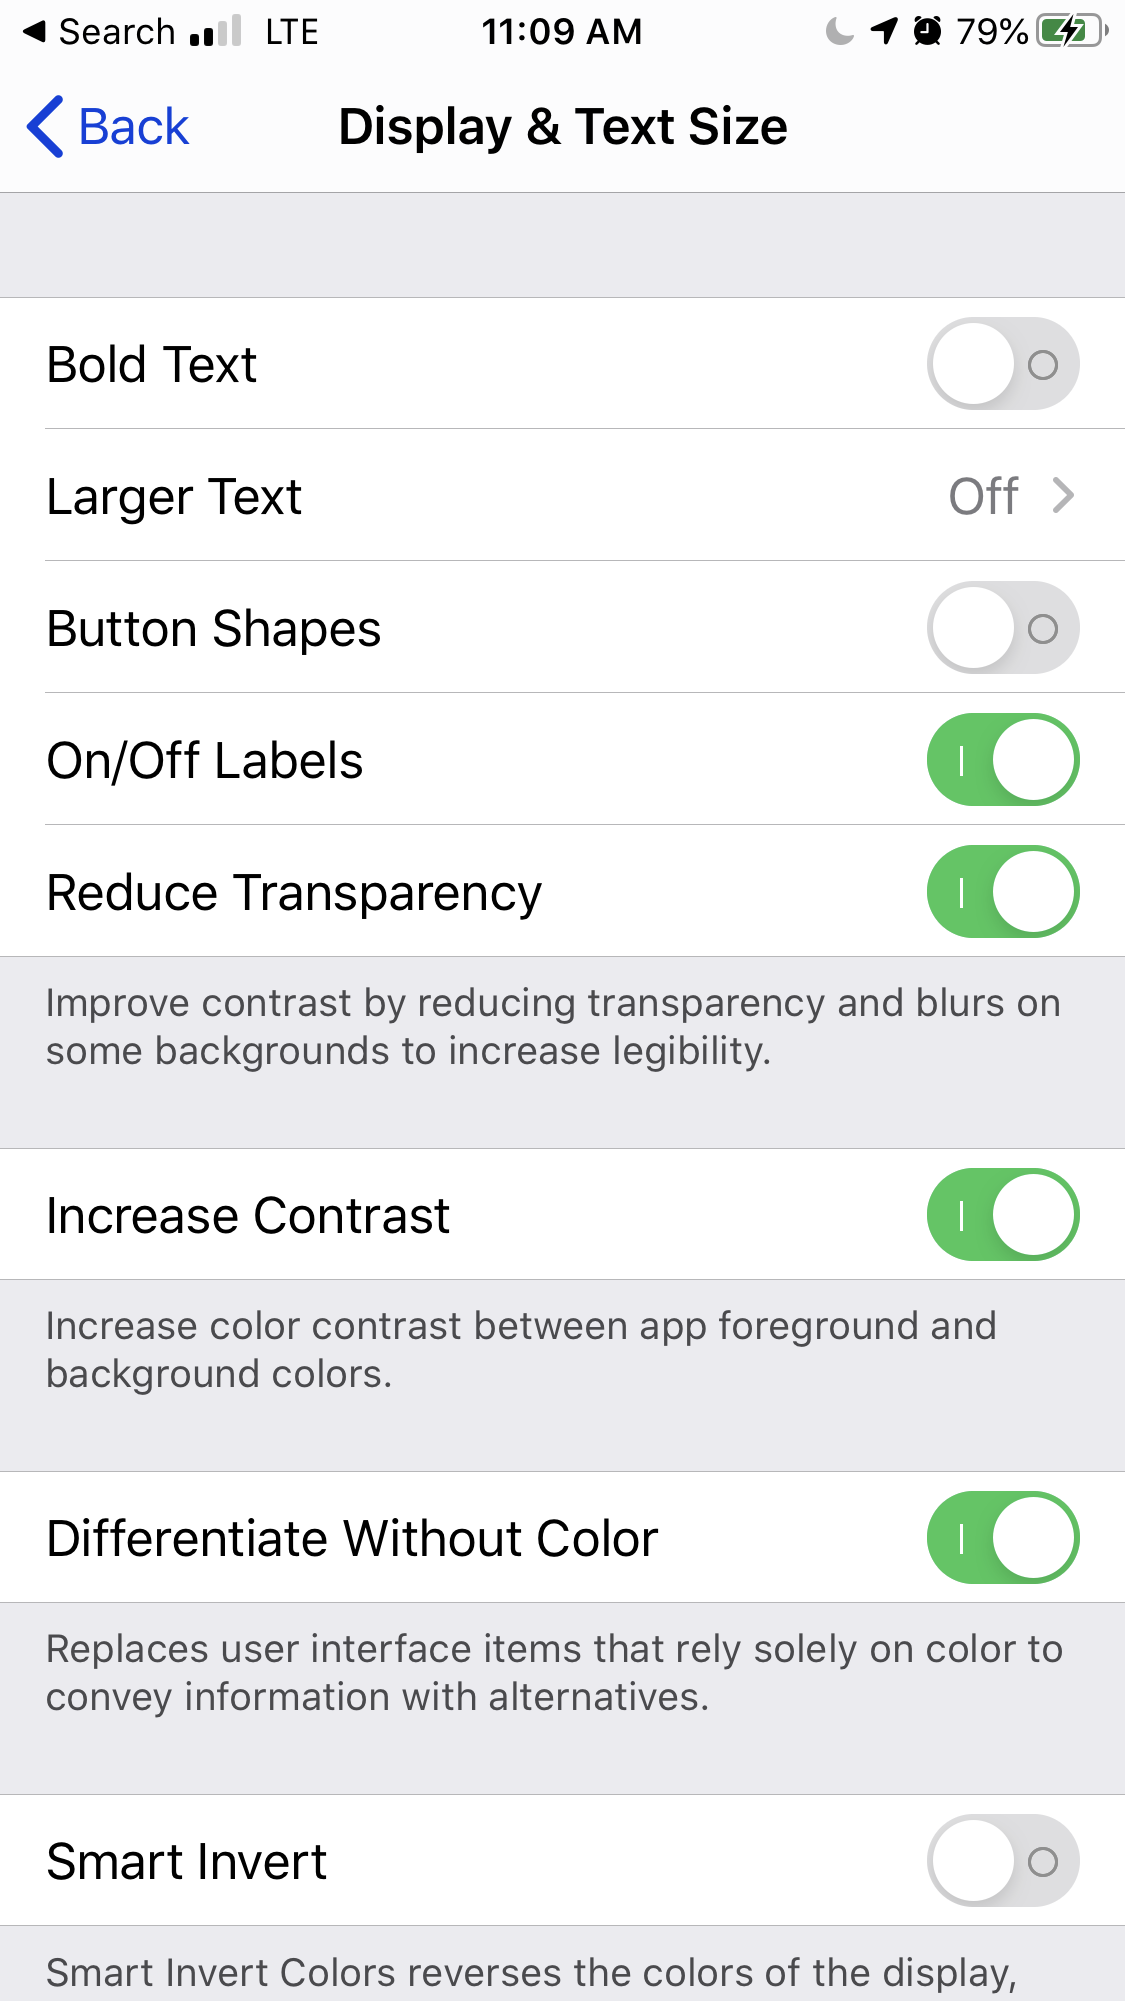 Search LTE 11:09 AM 79%
Back Display & Text Size
Bold Text
Larger Text Off
Button Shapes
On/Off Labels
Reduce Transparency
Improve contrast by reducing transparency and blurs on
some backgrounds to increase legibility.
Increase Contrast
Increase color contrast between app foreground and
background colors.
Differentiate Without Color
Replaces user interface items that rely solely on color to
convey information with alternatives.
Smart Invert
Smart Invert Colors reverses the colors of the display,